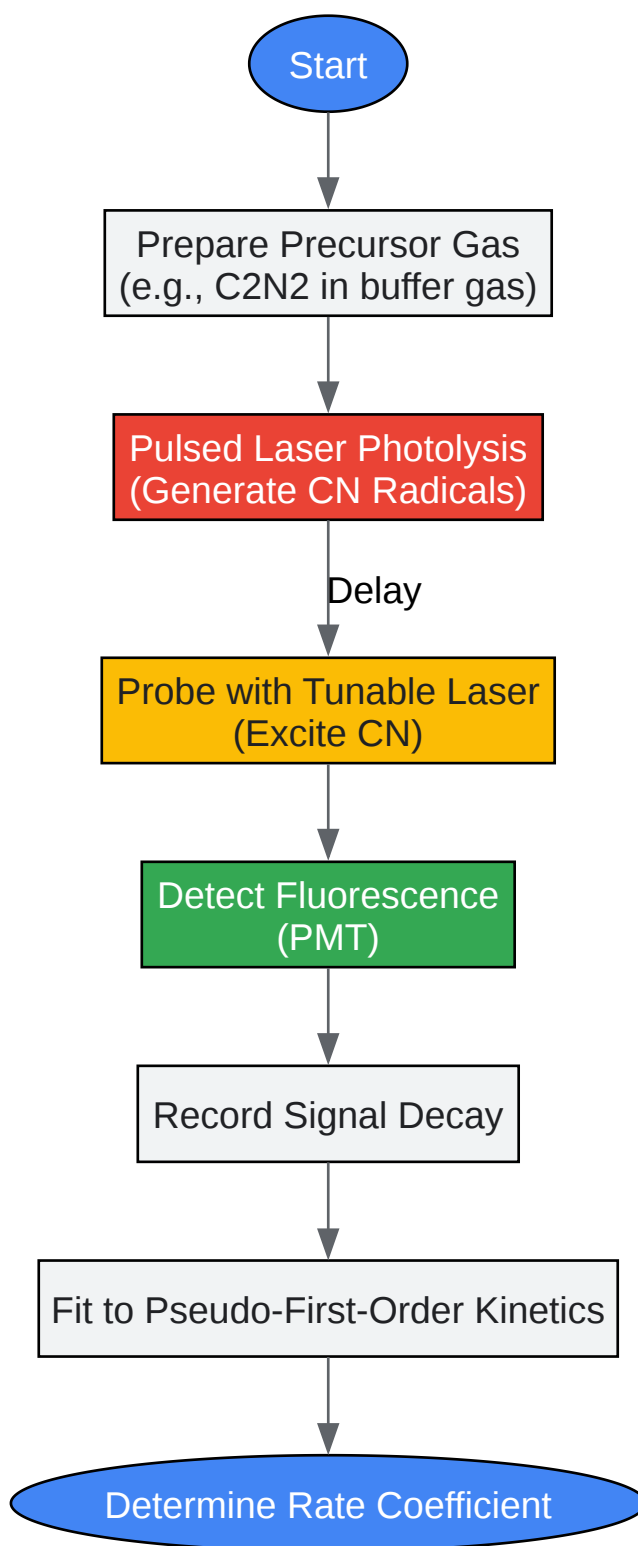 Start
Prepare Precursor Gas
(e.g., C2N2 in buffer gas)
Pulsed Laser Photolysis
(Generate CN Radicals)
Delay
Probe with Tunable Laser
(Excite CN)
Detect Fluorescence
(PMT)
Record Signal Decay
Fit to Pseudo-First-Order Kinetics
Determine Rate Coefficient